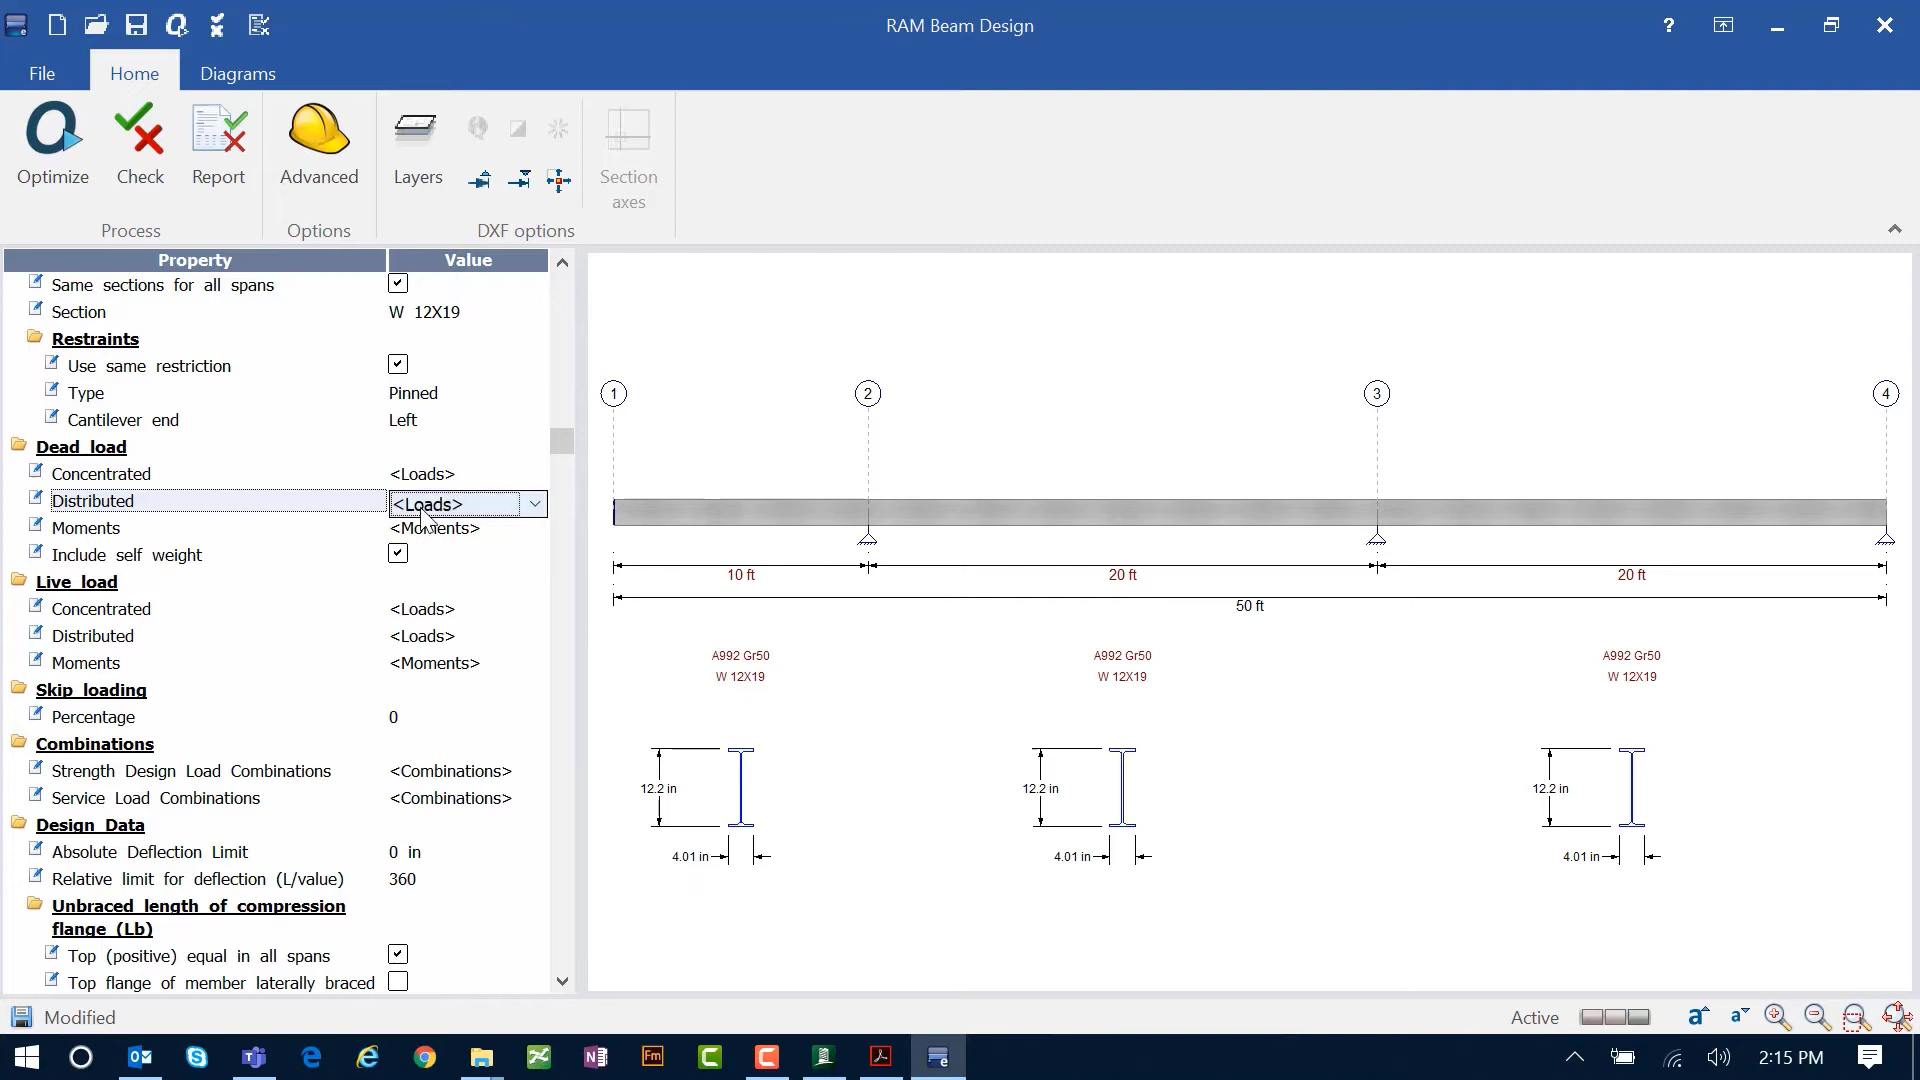 RAM Beam Design
?
File
Home
Diagrams
Optimize
Check
Report
Advanced
Layers
Section
axes
Process
Options
DXF options
Property
Value
Same sections for all spans
Section
W 12X19
Restraints
Use same restriction
Type
Pinned
Cantilever end
Left
Dead load
Concentrated
<Loads>
Distributed
<Loads>
Moments
<Moments>
Include self weight
Live load
Concentrated
<Loads>
Distributed
<Loads>
Moments
<Moments>
Skip loading
Percentage
0
Combinations
Strength Design Load Combinations
<Combinations>
Service Load Combinations
<Combinations>
Design Data
Absolute Deflection Limit
0 in
Relative limit for deflection (L/value)
360
Unbraced length of compression
flange (Lb)
Top (positive) equal in all spans
Top flange of member laterally braced
1
2
3
4
10 ft
20 ft
20 ft
50 ft
A992 Gr50
A992 Gr50
A992 Gr50
W 12X19
W 12X19
W 12X19
12.2 in
12.2 in
12.2 in
4.01 in
4.01 in
4.01 in
Modified
Active
a
a
2:15 PM